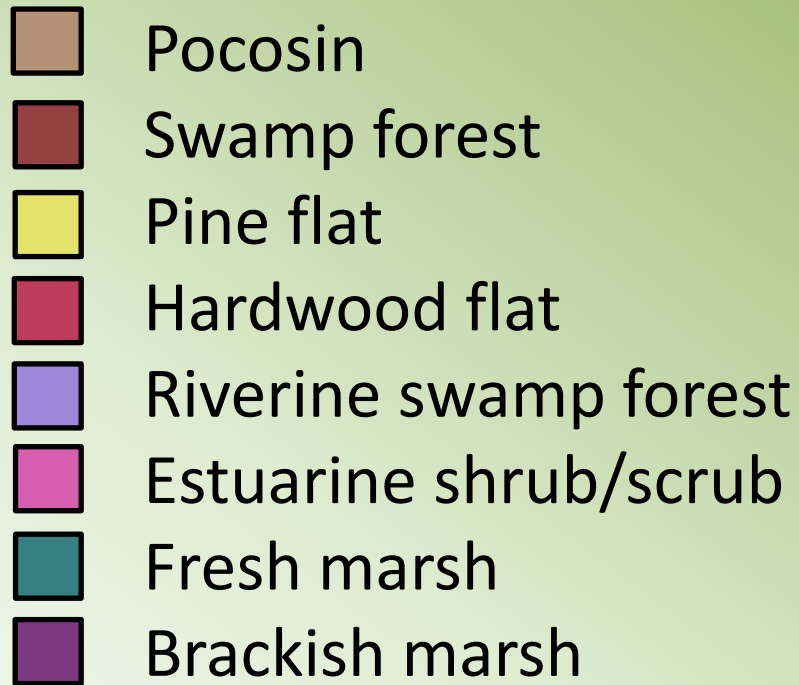 Pocosin
Swamp forest
Pine flat
Hardwood flat
Riverine swamp forest
Estuarine shrub/scrub
Fresh marsh
Brackish marsh